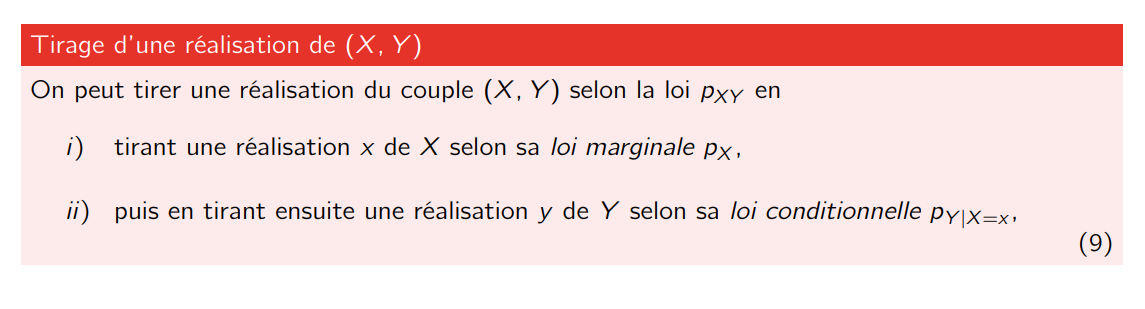 Tirage d'une réalisation de (X, Y)
On peut tirer une réalisation du couple (X, Y) selon la loi p_{XY} en
i) tirant une réalisation x de X selon sa loi marginale p_X,
ii) puis en tirant ensuite une réalisation y de Y selon sa loi conditionnelle p_{Y|X=x},
(9)